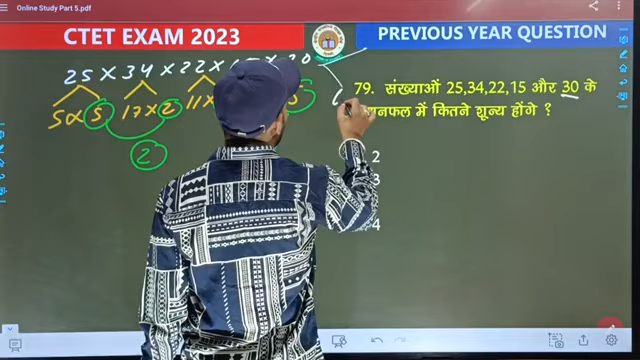 Online Study Part 5.pdf
CTET EXAM 2023
PREVIOUS YEAR QUESTION
25 × 34 × 22 ×
5 × 5 17 × 2 11 ×
2
79. संख्याओं 25,34,22,15 और 30 के
में कितने शून्य होंगे ?
2
3
4